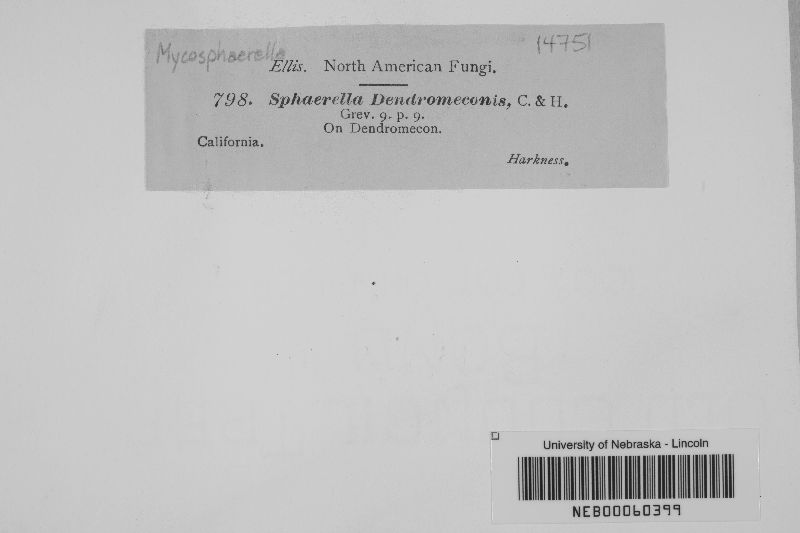 Mycosphaerella
14751
Ellis. North American Fungi.
798. Sphaerella Dendromeconis, C. & H.
Grev. 9. p. 9.
On Dendromecon.
California.
Harkness.
University of Nebraska - Lincoln
NEB00060399